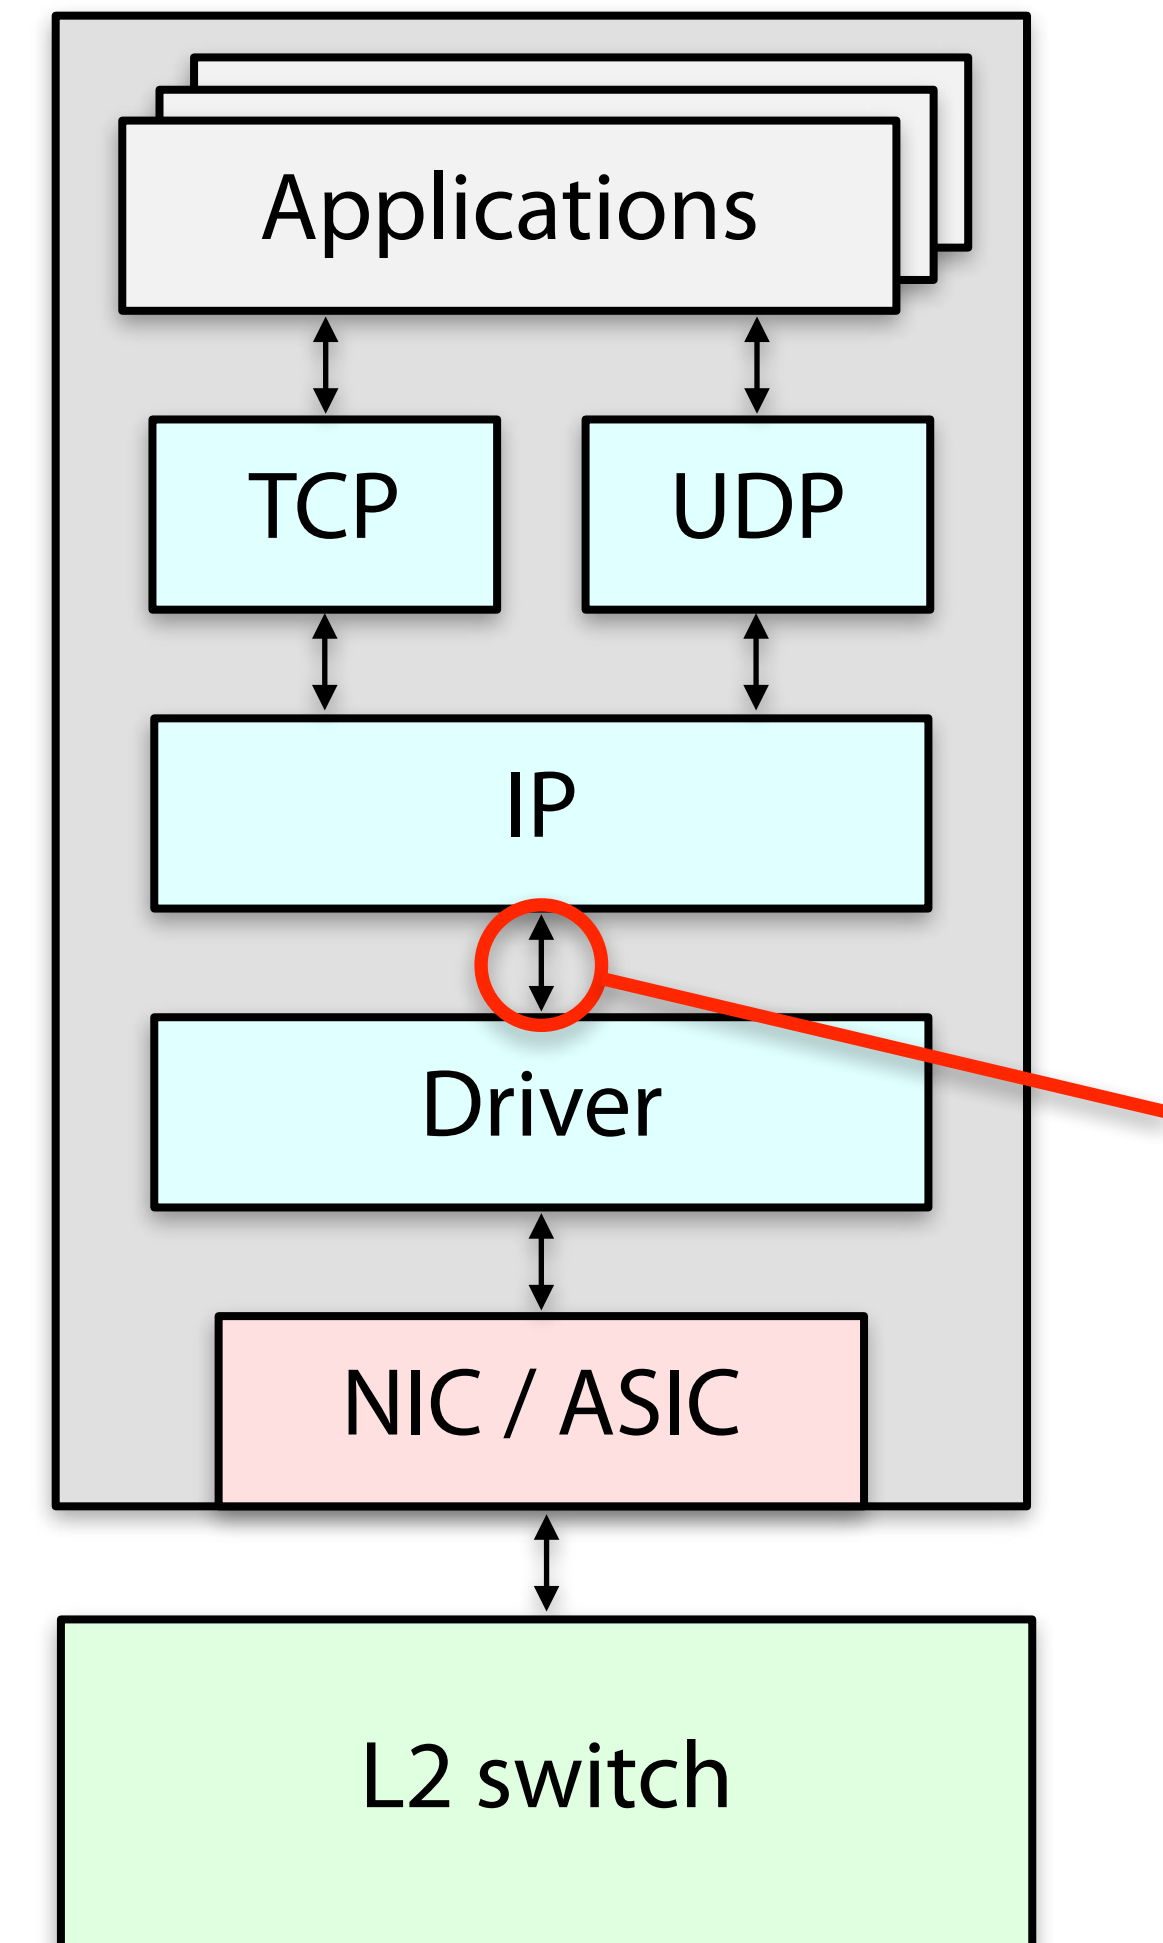 Applications
TCP
UDP
IP
Driver
NIC / ASIC
L2 switch